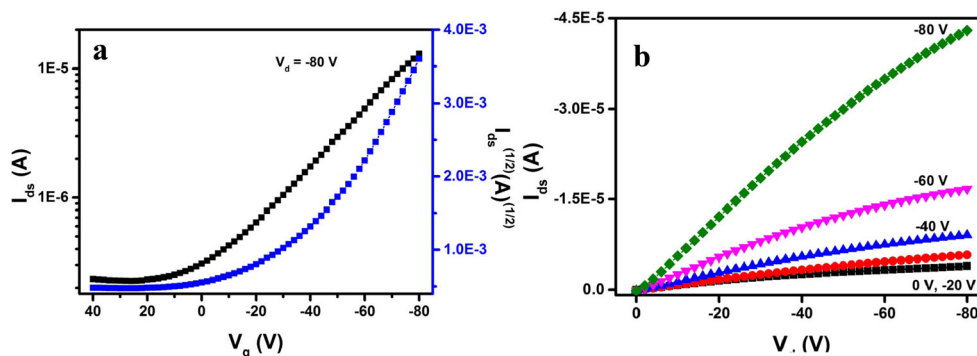 a
V_d = -80 V
1E-5
1E-6
I_ds (A)
4.0E-3
3.0E-3
2.0E-3
1.0E-3
I_ds^(1/2) (A)^(1/2)
40 20 0 -20 -40 -60 -80
V_g (V)
b
-4.5E-5
-3.0E-5
-1.5E-5
0.0
I_ds (A)
-80 V
-60 V
-40 V
0 V, -20 V
0 -20 -40 -60 -80
(V)